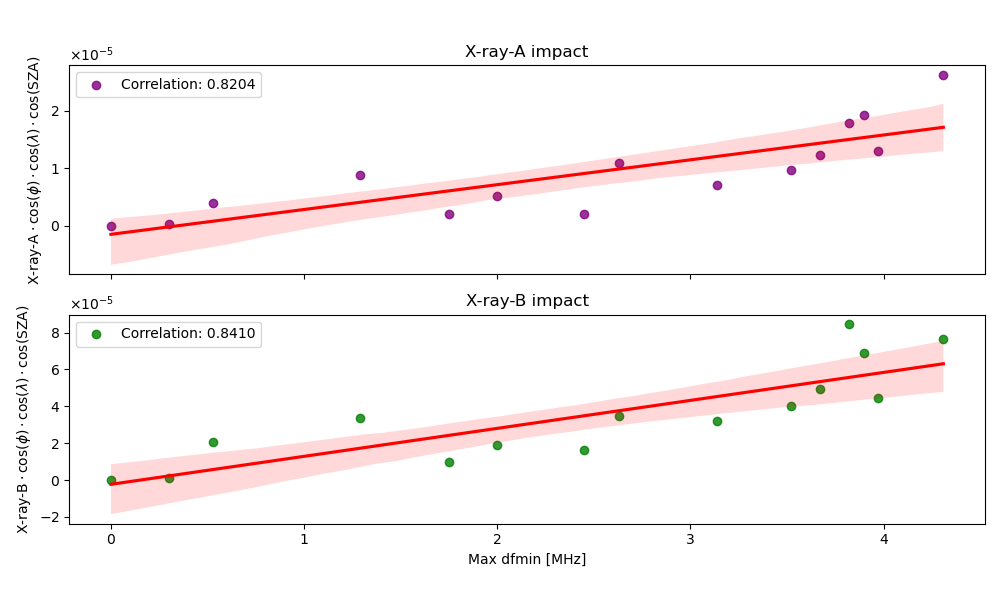 ×10⁻⁵
X-ray-A impact
Correlation: 0.8204
X-ray-A · cos(ϕ) · cos(λ) · cos(SZA)
2
1
0
×10⁻⁵
X-ray-B impact
Correlation: 0.8410
X-ray-B · cos(ϕ) · cos(λ) · cos(SZA)
8
6
4
2
0
−2
0 1 2 3 4
Max dfmin [MHz]